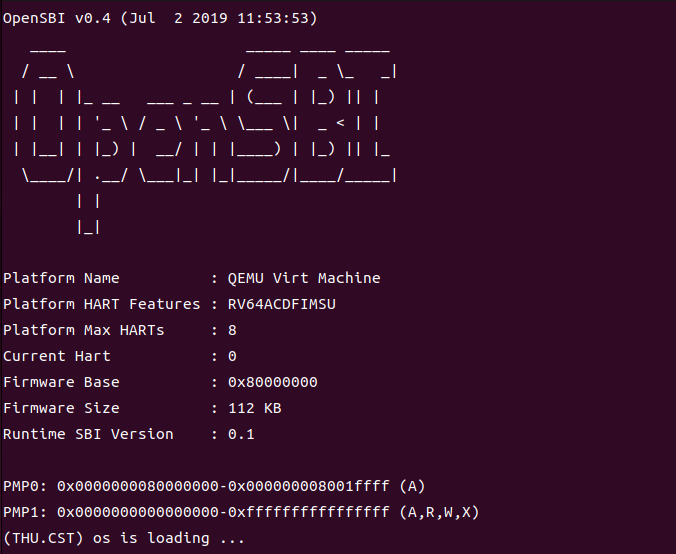 OpenSBI v0.4 (Jul  2 2019 11:53:53)
   ____                    _____ ____ _____
  / __ \                  / ____|  _ \_   _|
 | |  | |_ __   ___ _ __ | (___ | |_) || |
 | |  | | '_ \ / _ \ '_ \ \___ \|  _ < | |
 | |__| | |_) |  __/ | | |____) | |_) || |_
  \____/| .__/ \___|_| |_|_____/|____/_____|
        | |
        |_|

Platform Name          : QEMU Virt Machine
Platform HART Features : RV64ACDFIMSU
Platform Max HARTs     : 8
Current Hart           : 0
Firmware Base          : 0x80000000
Firmware Size          : 112 KB
Runtime SBI Version    : 0.1

PMP0: 0x0000000080000000-0x000000008001ffff (A)
PMP1: 0x0000000000000000-0xffffffffffffffff (A,R,W,X)
(THU.CST) os is loading ...